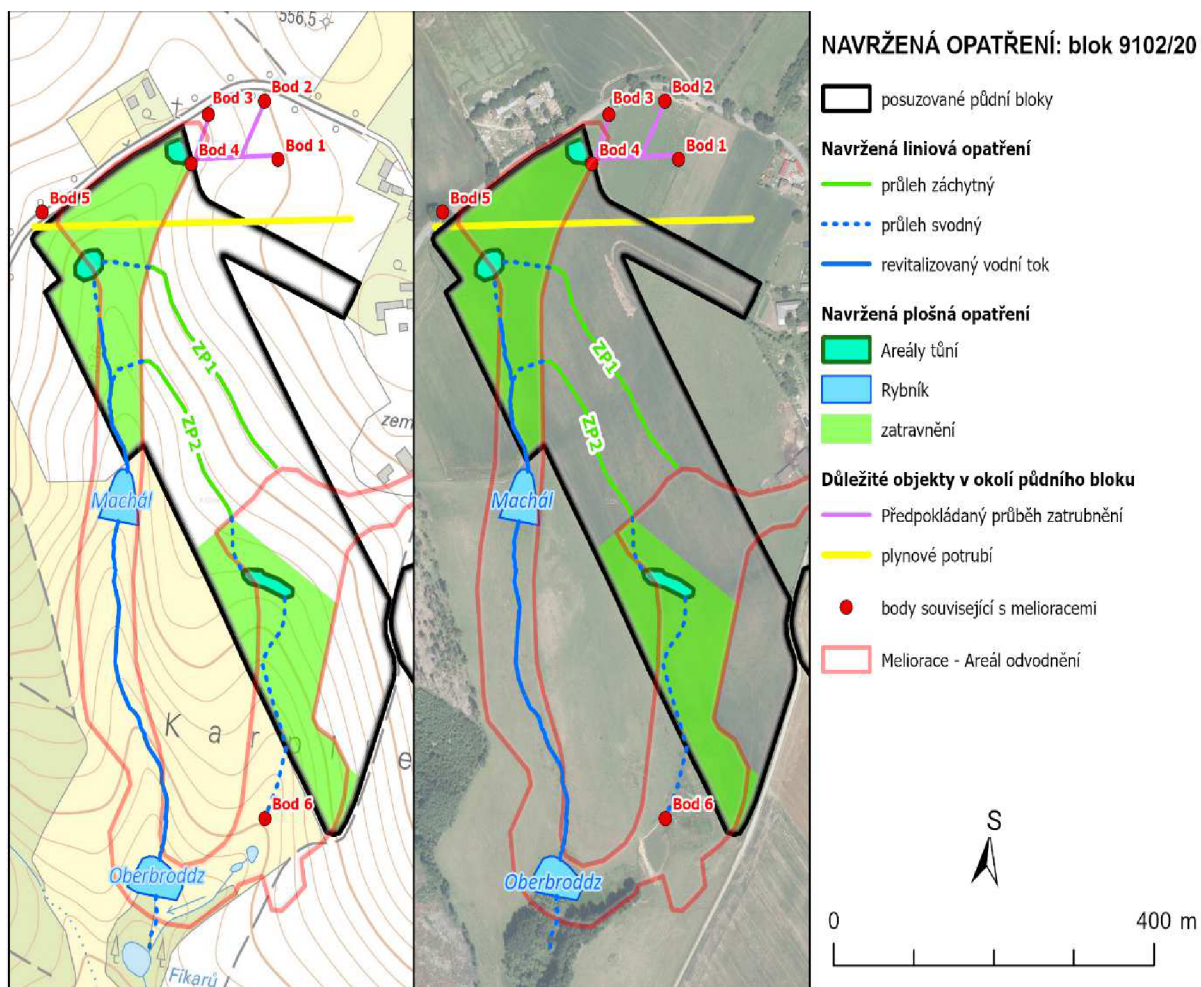 556,5
Bod 2
Bod 3
Bod 4
Bod 1
Bod 5
ZP1
ZP2
zem
Machál
K a r p l e
Bod 6
Oberbroddz
Fikarů
Bod 2
Bod 3
Bod 4
Bod 1
Bod 5
ZP1
ZP2
Machál
Bod 6
Oberbroddz
NAVRŽENÁ OPATŘENÍ: blok 9102/20
posuzované půdní bloky
Navržená liniová opatření
průleh záchytný
průleh svodný
revitalizovaný vodní tok
Navržená plošná opatření
Areály tůní
Rybník
zatravnění
Důležité objekty v okolí půdního bloku
Předpokládaný průběh zatrubnění
plynové potrubí
body související s melioracemi
Meliorace - Areál odvodnění
S
0 400 m